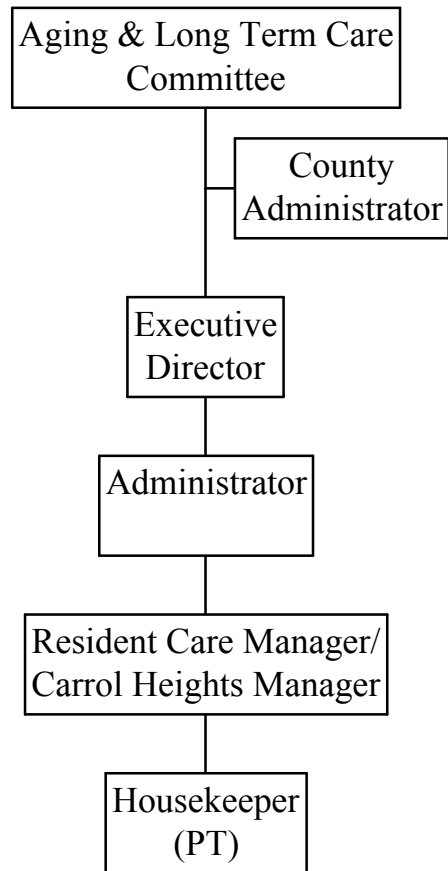 Aging & Long Term Care
Committee
County
Administrator
Executive
Director
Administrator
Resident Care Manager/
Carrol Heights Manager
Housekeeper
(PT)